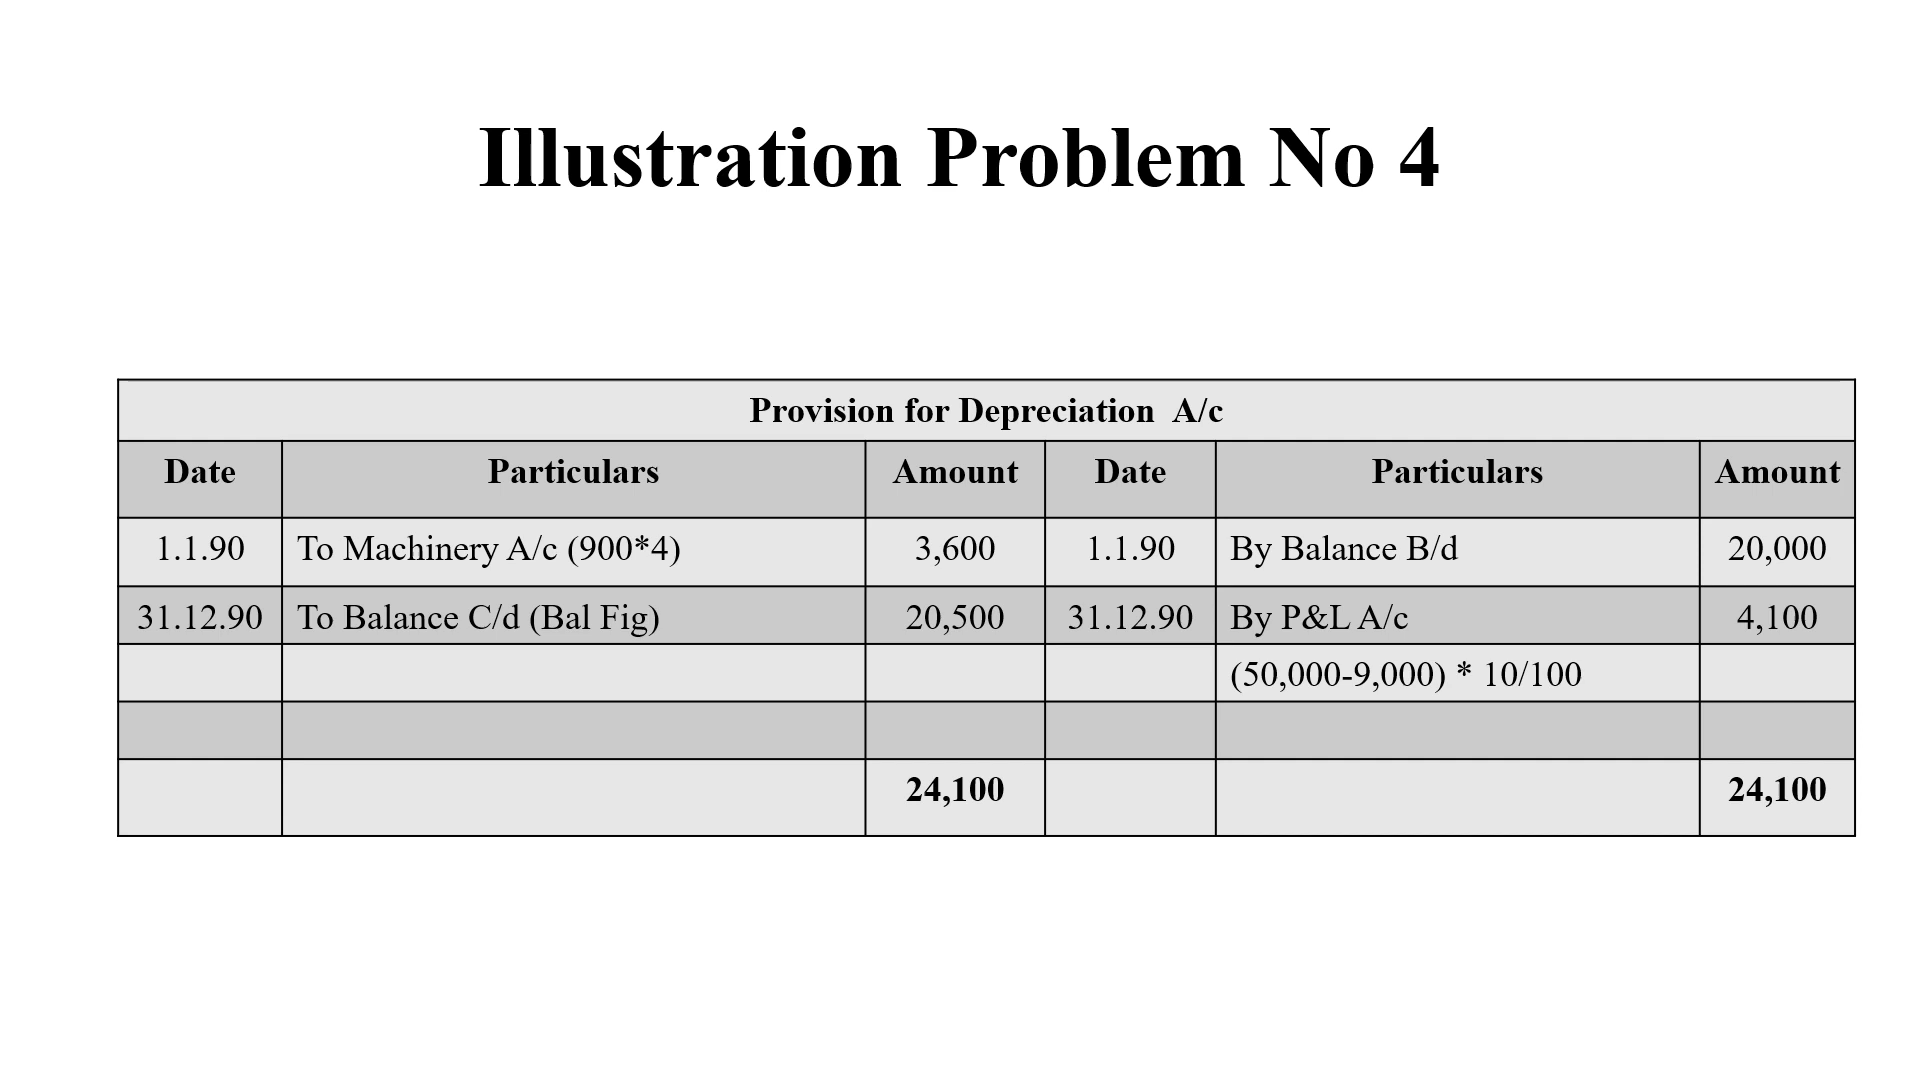 Illustration Problem No 4
Provision for Depreciation A/c
Date Particulars Amount Date Particulars Amount
1.1.90 To Machinery A/c (900*4) 3,600 1.1.90 By Balance B/d 20,000
31.12.90 To Balance C/d (Bal Fig) 20,500 31.12.90 By P&L A/c 4,100
(50,000-9,000) * 10/100
24,100 24,100